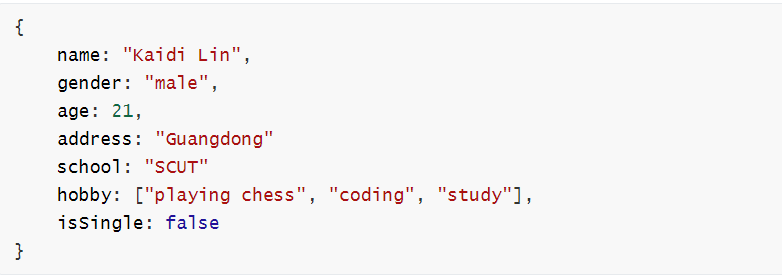 {
    name: "Kaidi Lin",
    gender: "male",
    age: 21,
    address: "Guangdong"
    school: "SCUT"
    hobby: ["playing chess", "coding", "study"],
    isSingle: false
}